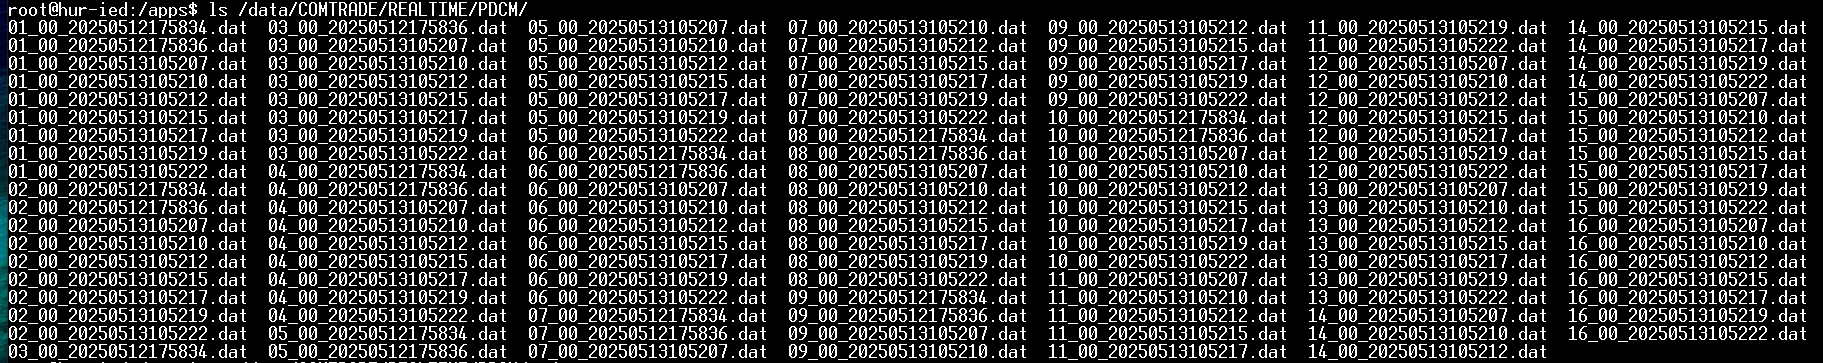 root@hur-ied:/apps$ ls /data/COMTRADE/REALTIME/PDCM/
01_00_20250512175834.dat 03_00_20250512175836.dat 05_00_20250513105207.dat 07_00_20250513105210.dat 09_00_20250513105212.dat 11_00_20250513105219.dat 14_00_20250513105215.dat
01_00_20250512175836.dat 03_00_20250513105207.dat 05_00_20250513105210.dat 07_00_20250513105212.dat 09_00_20250513105215.dat 11_00_20250513105222.dat 14_00_20250513105217.dat
01_00_20250513105207.dat 03_00_20250513105210.dat 05_00_20250513105212.dat 07_00_20250513105215.dat 09_00_20250513105217.dat 12_00_20250513105207.dat 14_00_20250513105219.dat
01_00_20250513105210.dat 03_00_20250513105212.dat 05_00_20250513105215.dat 07_00_20250513105217.dat 09_00_20250513105219.dat 12_00_20250513105210.dat 14_00_20250513105222.dat
01_00_20250513105212.dat 03_00_20250513105215.dat 05_00_20250513105217.dat 07_00_20250513105219.dat 09_00_20250513105222.dat 12_00_20250513105212.dat 15_00_20250513105207.dat
01_00_20250513105215.dat 03_00_20250513105217.dat 05_00_20250513105219.dat 07_00_20250513105222.dat 10_00_20250512175834.dat 12_00_20250513105215.dat 15_00_20250513105210.dat
01_00_20250513105217.dat 03_00_20250513105219.dat 05_00_20250513105222.dat 08_00_20250512175834.dat 10_00_20250512175836.dat 12_00_20250513105217.dat 15_00_20250513105212.dat
01_00_20250513105219.dat 03_00_20250513105222.dat 06_00_20250512175834.dat 08_00_20250512175836.dat 10_00_20250513105207.dat 12_00_20250513105219.dat 15_00_20250513105215.dat
01_00_20250513105222.dat 04_00_20250512175834.dat 06_00_20250512175836.dat 08_00_20250513105207.dat 10_00_20250513105210.dat 12_00_20250513105222.dat 15_00_20250513105217.dat
02_00_20250512175834.dat 04_00_20250512175836.dat 06_00_20250513105207.dat 08_00_20250513105210.dat 10_00_20250513105212.dat 13_00_20250513105207.dat 15_00_20250513105219.dat
02_00_20250512175836.dat 04_00_20250513105207.dat 06_00_20250513105210.dat 08_00_20250513105212.dat 10_00_20250513105215.dat 13_00_20250513105210.dat 15_00_20250513105222.dat
02_00_20250513105207.dat 04_00_20250513105210.dat 06_00_20250513105212.dat 08_00_20250513105215.dat 10_00_20250513105217.dat 13_00_20250513105212.dat 16_00_20250513105207.dat
02_00_20250513105210.dat 04_00_20250513105212.dat 06_00_20250513105215.dat 08_00_20250513105217.dat 10_00_20250513105219.dat 13_00_20250513105215.dat 16_00_20250513105210.dat
02_00_20250513105212.dat 04_00_20250513105215.dat 06_00_20250513105217.dat 08_00_20250513105219.dat 10_00_20250513105222.dat 13_00_20250513105217.dat 16_00_20250513105212.dat
02_00_20250513105215.dat 04_00_20250513105217.dat 06_00_20250513105219.dat 08_00_20250513105222.dat 11_00_20250513105207.dat 13_00_20250513105219.dat 16_00_20250513105215.dat
02_00_20250513105217.dat 04_00_20250513105219.dat 06_00_20250513105222.dat 09_00_20250512175834.dat 11_00_20250513105210.dat 13_00_20250513105222.dat 16_00_20250513105217.dat
02_00_20250513105219.dat 04_00_20250513105222.dat 07_00_20250512175834.dat 09_00_20250512175836.dat 11_00_20250513105212.dat 14_00_20250513105207.dat 16_00_20250513105219.dat
02_00_20250513105222.dat 05_00_20250512175834.dat 07_00_20250512175836.dat 09_00_20250513105207.dat 11_00_20250513105215.dat 14_00_20250513105210.dat 16_00_20250513105222.dat
03_00_20250512175834.dat 05_00_20250512175836.dat 07_00_20250513105207.dat 09_00_20250513105210.dat 11_00_20250513105217.dat 14_00_20250513105212.dat